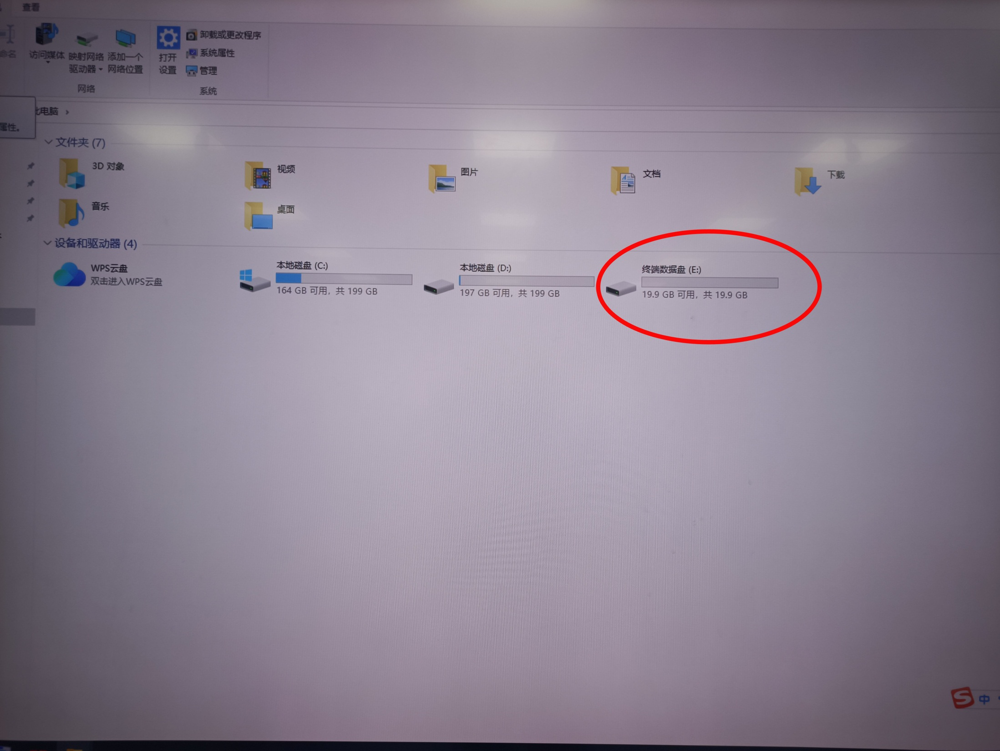 查看
命名
访问媒体
映射网络
驱动器
添加一个
网络位置
打开
设置
卸载或更改程序
系统属性
管理
网络
系统
电脑
属性。
文件夹 (7)
3D 对象
视频
图片
文档
下载
音乐
桌面
设备和驱动器 (4)
WPS云盘
双击进入WPS云盘
本地磁盘 (C:)
164 GB 可用，共 199 GB
本地磁盘 (D:)
197 GB 可用，共 199 GB
终端数据盘 (E:)
19.9 GB 可用，共 19.9 GB
S 中